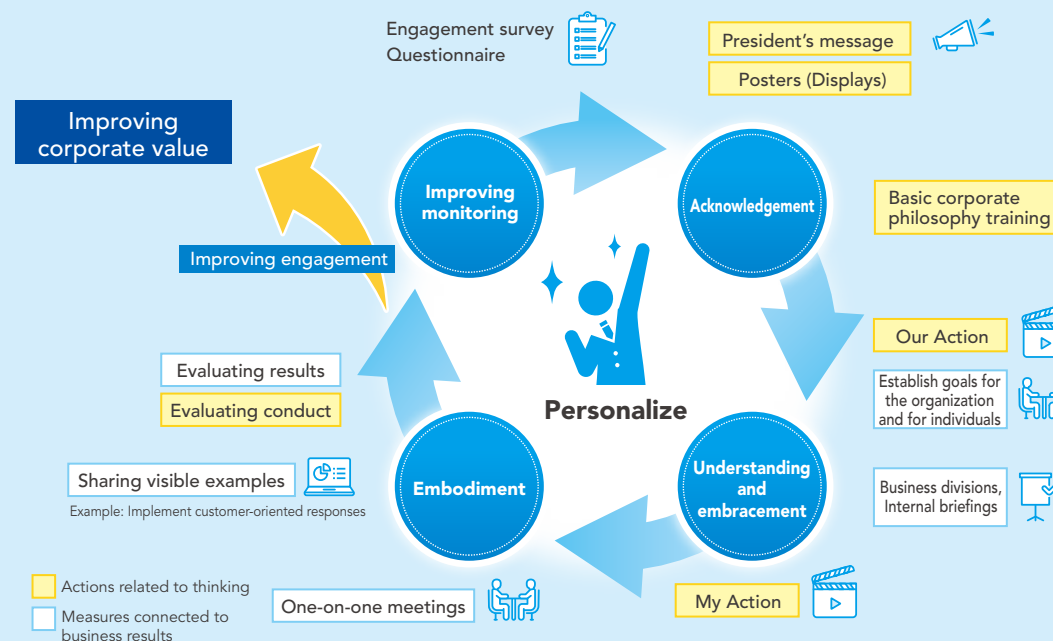 Engagement survey
Questionnaire
President’s message
Posters (Displays)
Improving
corporate value
Improving
monitoring
Acknowledgement
Basic corporate
philosophy training
Improving engagement
Our Action
Evaluating results
Evaluating conduct
Establish goals for
the organization
and for individuals
Personalize
Sharing visible examples
Example: Implement customer-oriented responses
Embodiment
Understanding
and
embracement
Business divisions,
Internal briefings
Actions related to thinking
Measures connected to
business results
One-on-one meetings
My Action